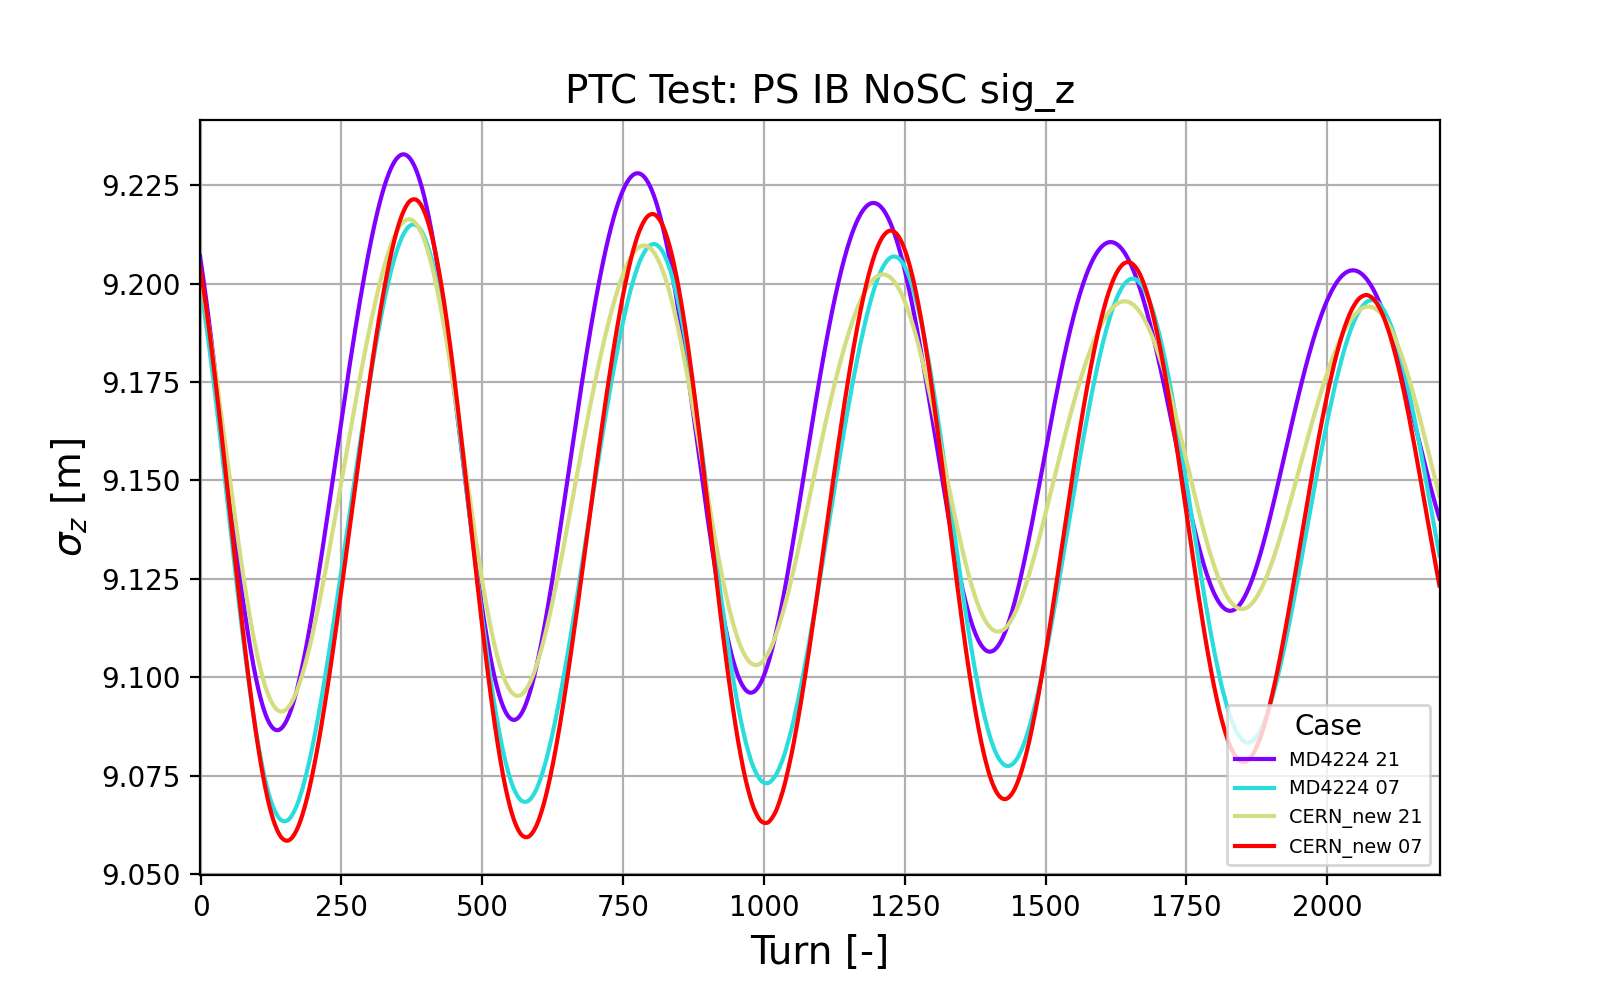 PTC Test: PS IB NoSC sig_z
σz [m]
9.225
9.200
9.175
9.150
9.125
9.100
9.075
9.050
0 250 500 750 1000 1250 1500 1750 2000
Turn [-]
Case
MD4224 21
MD4224 07
CERN_new 21
CERN_new 07